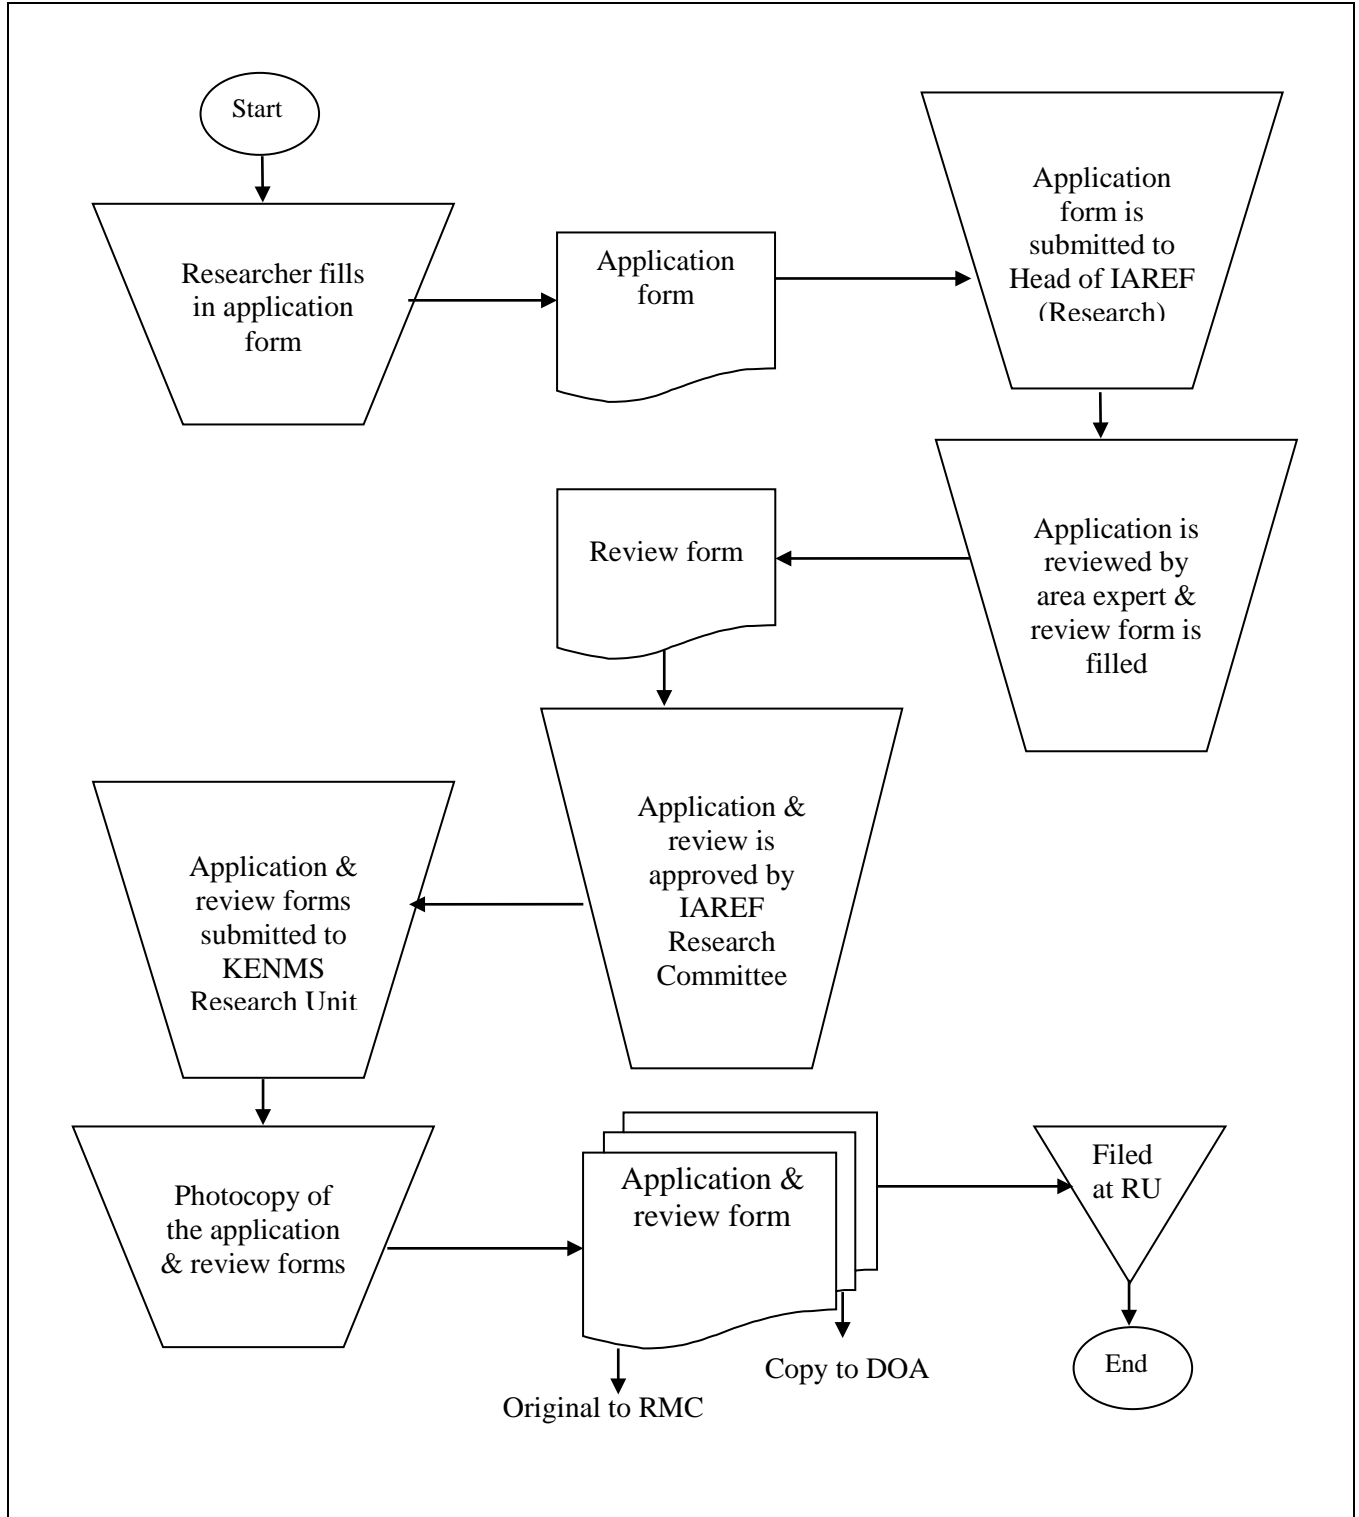 Start
Researcher fills
in application
form
Application
form
Application
form is
submitted to
Head of IAREF
(Research)
Application is
reviewed by
area expert &
review form is
filled
Review form
Application &
review is
approved by
IAREF
Research
Committee
Application &
review forms
submitted to
KENMS
Research Unit
Photocopy of
the application
& review forms
Application &
review form
Original to RMC
Copy to DOA
Filed
at RU
End